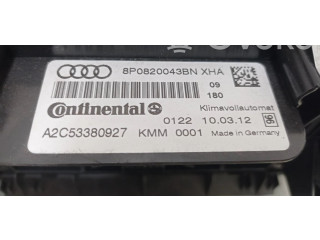 8P0820043BN XHA
09
180
Continental
Klimavollautomat
0122 10.03.12
A2C53380927 KMM 0001 Made in Germany